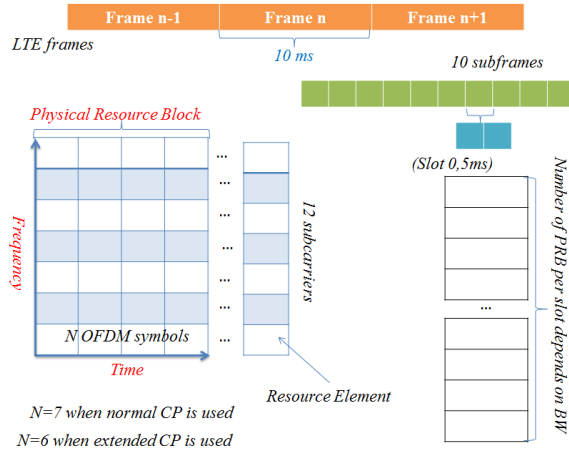 Frame n-1 Frame n Frame n+1
LTE frames
10 ms
10 subframes
Physical Resource Block
(Slot 0,5ms)
...
...
...
...
...
...
...
Frequency
12 subcarriers
Number of PRB per slot depends on BW
N OFDM symbols
Time
Resource Element
N=7 when normal CP is used
N=6 when extended CP is used